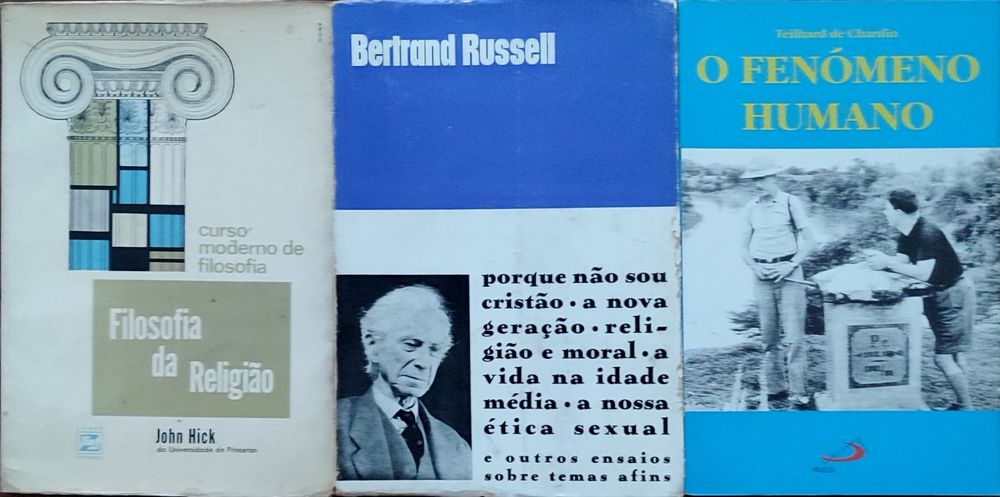 curso
moderno de
filosofia
Filosofia
da
Religião
John Hick
da Universidade de Princeton
Bertrand Russell
porque não sou
cristão • a nova
geração • reli-
gião e moral • a
vida na idade
média • a nossa
ética sexual
e outros ensaios
sobre temas afins
Teilhard de Chardin
O FENÓMENO
HUMANO
PAULUS